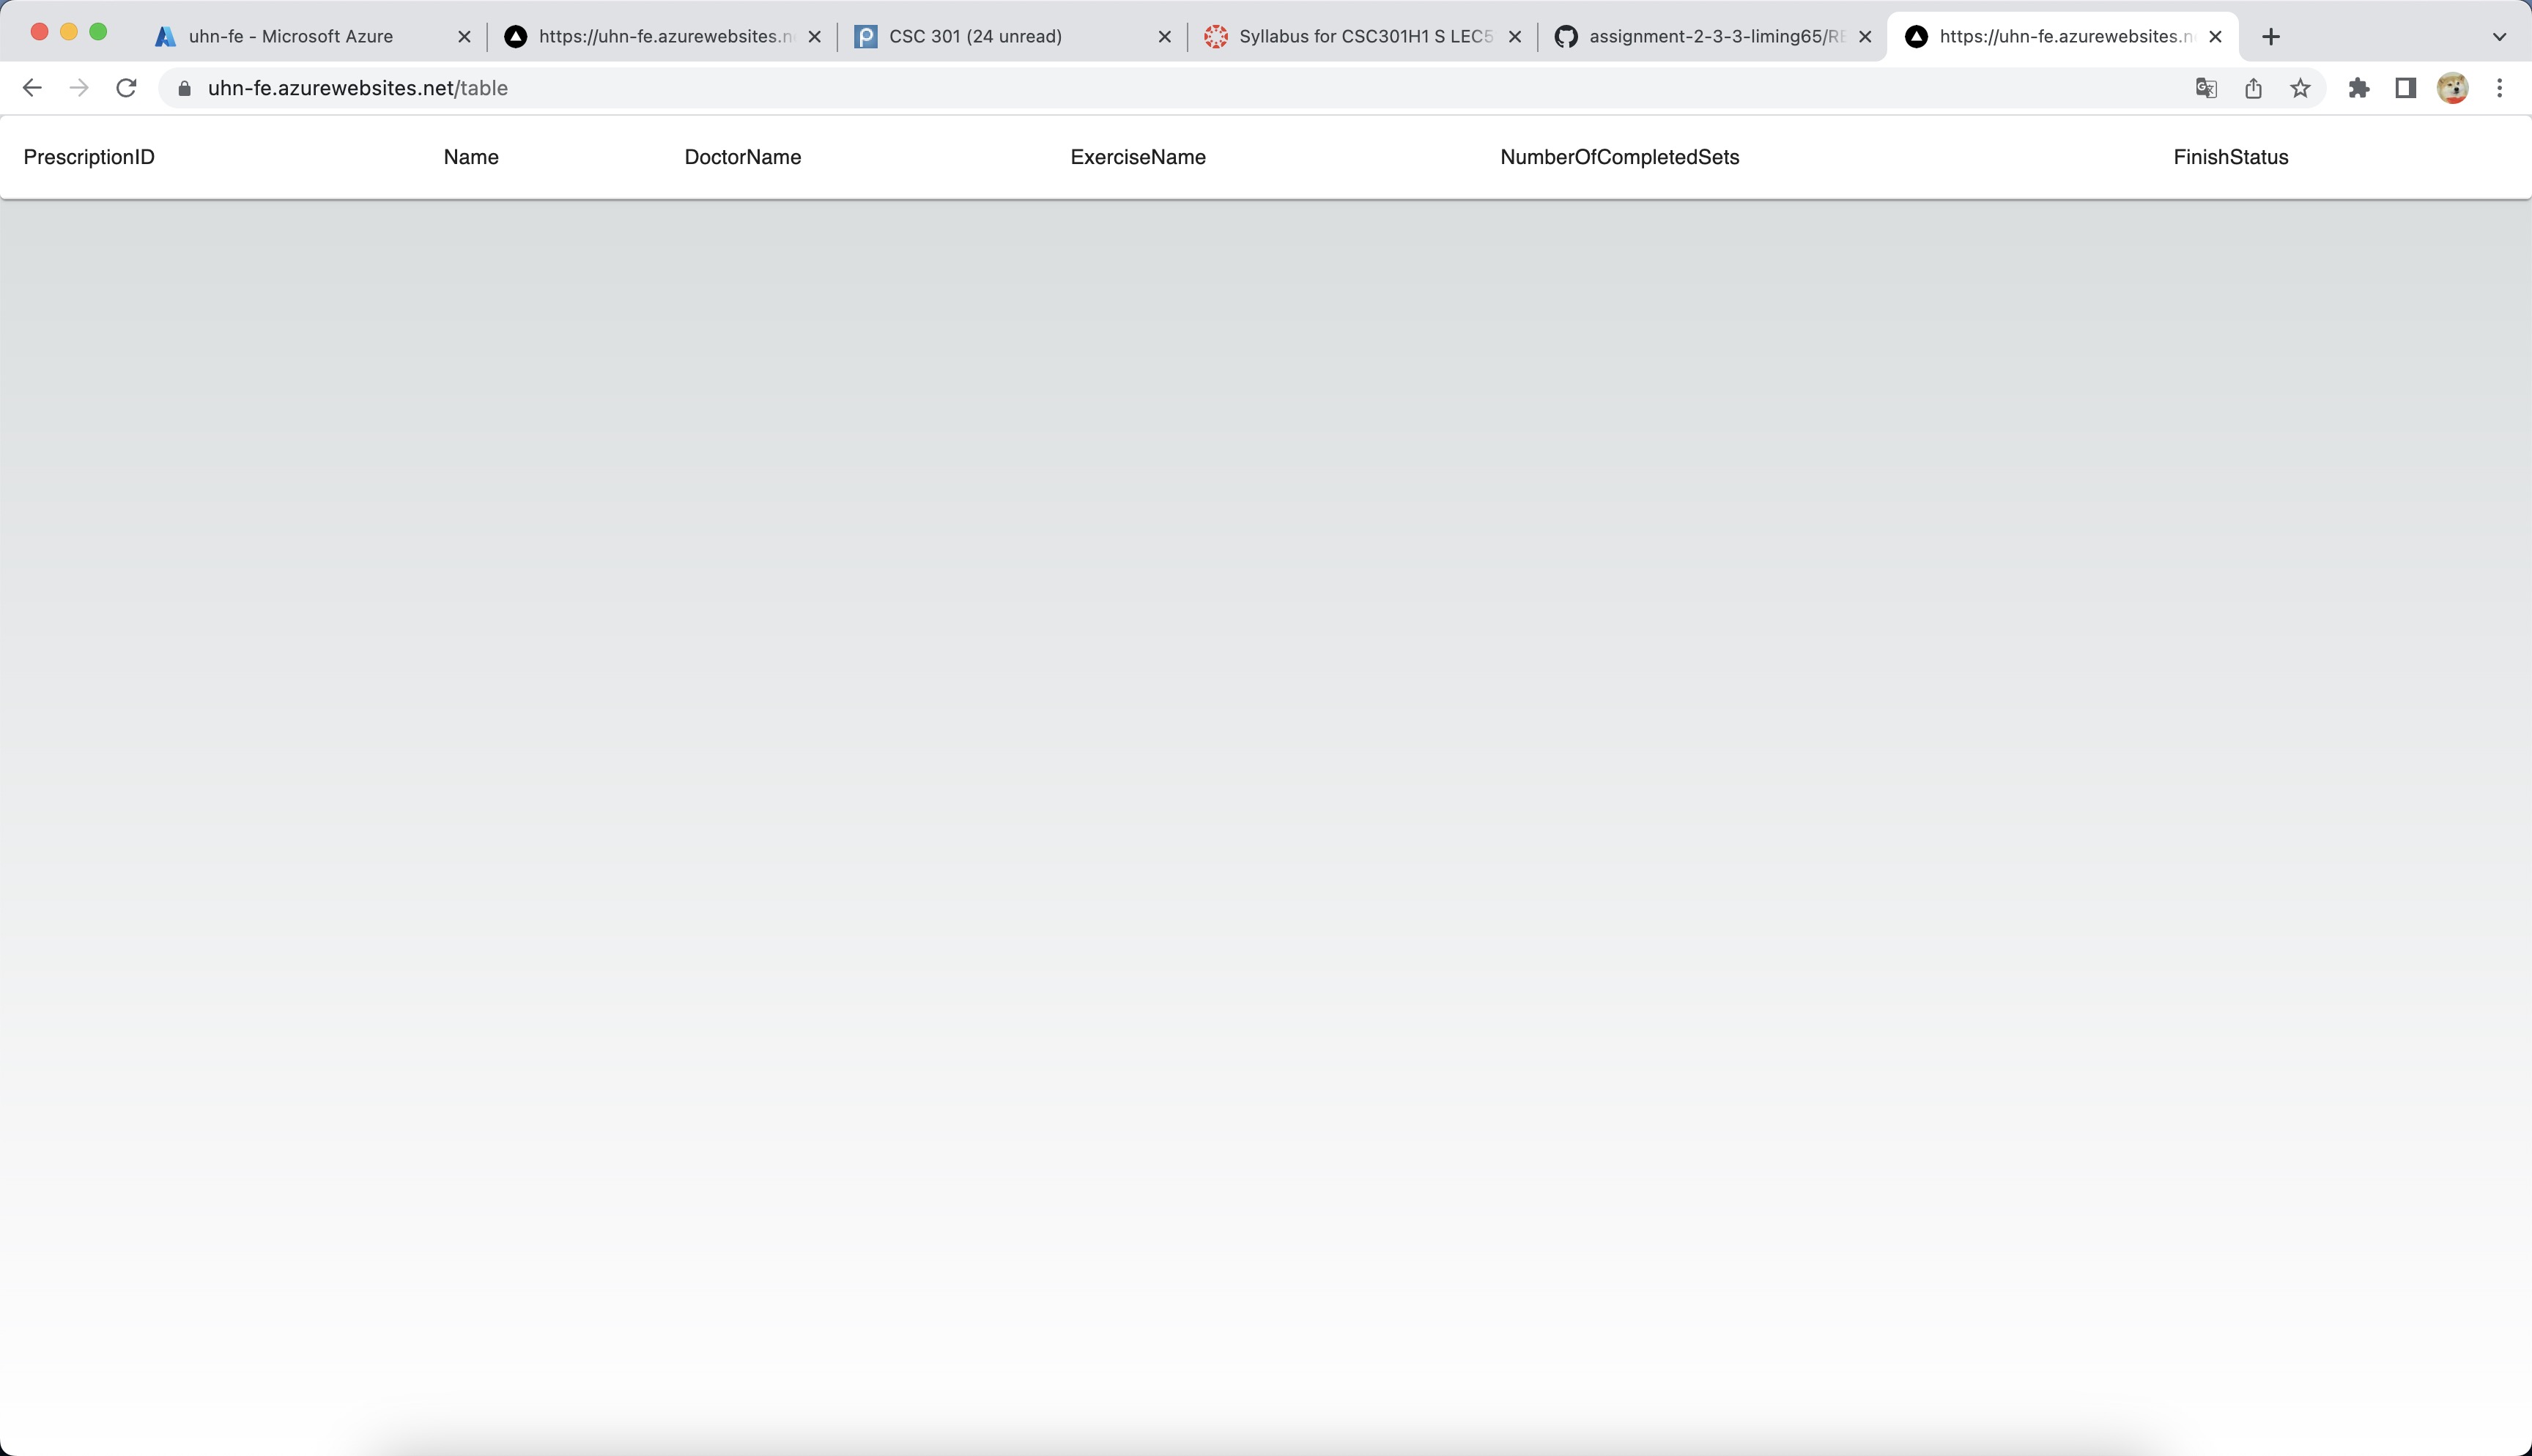 uhn-fe - Microsoft Azure
https://uhn-fe.azurewebsites.n
CSC 301 (24 unread)
Syllabus for CSC301H1 S LEC5
assignment-2-3-3-liming65/RE
https://uhn-fe.azurewebsites.n
uhn-fe.azurewebsites.net/table
PrescriptionID Name DoctorName ExerciseName NumberOfCompletedSets FinishStatus